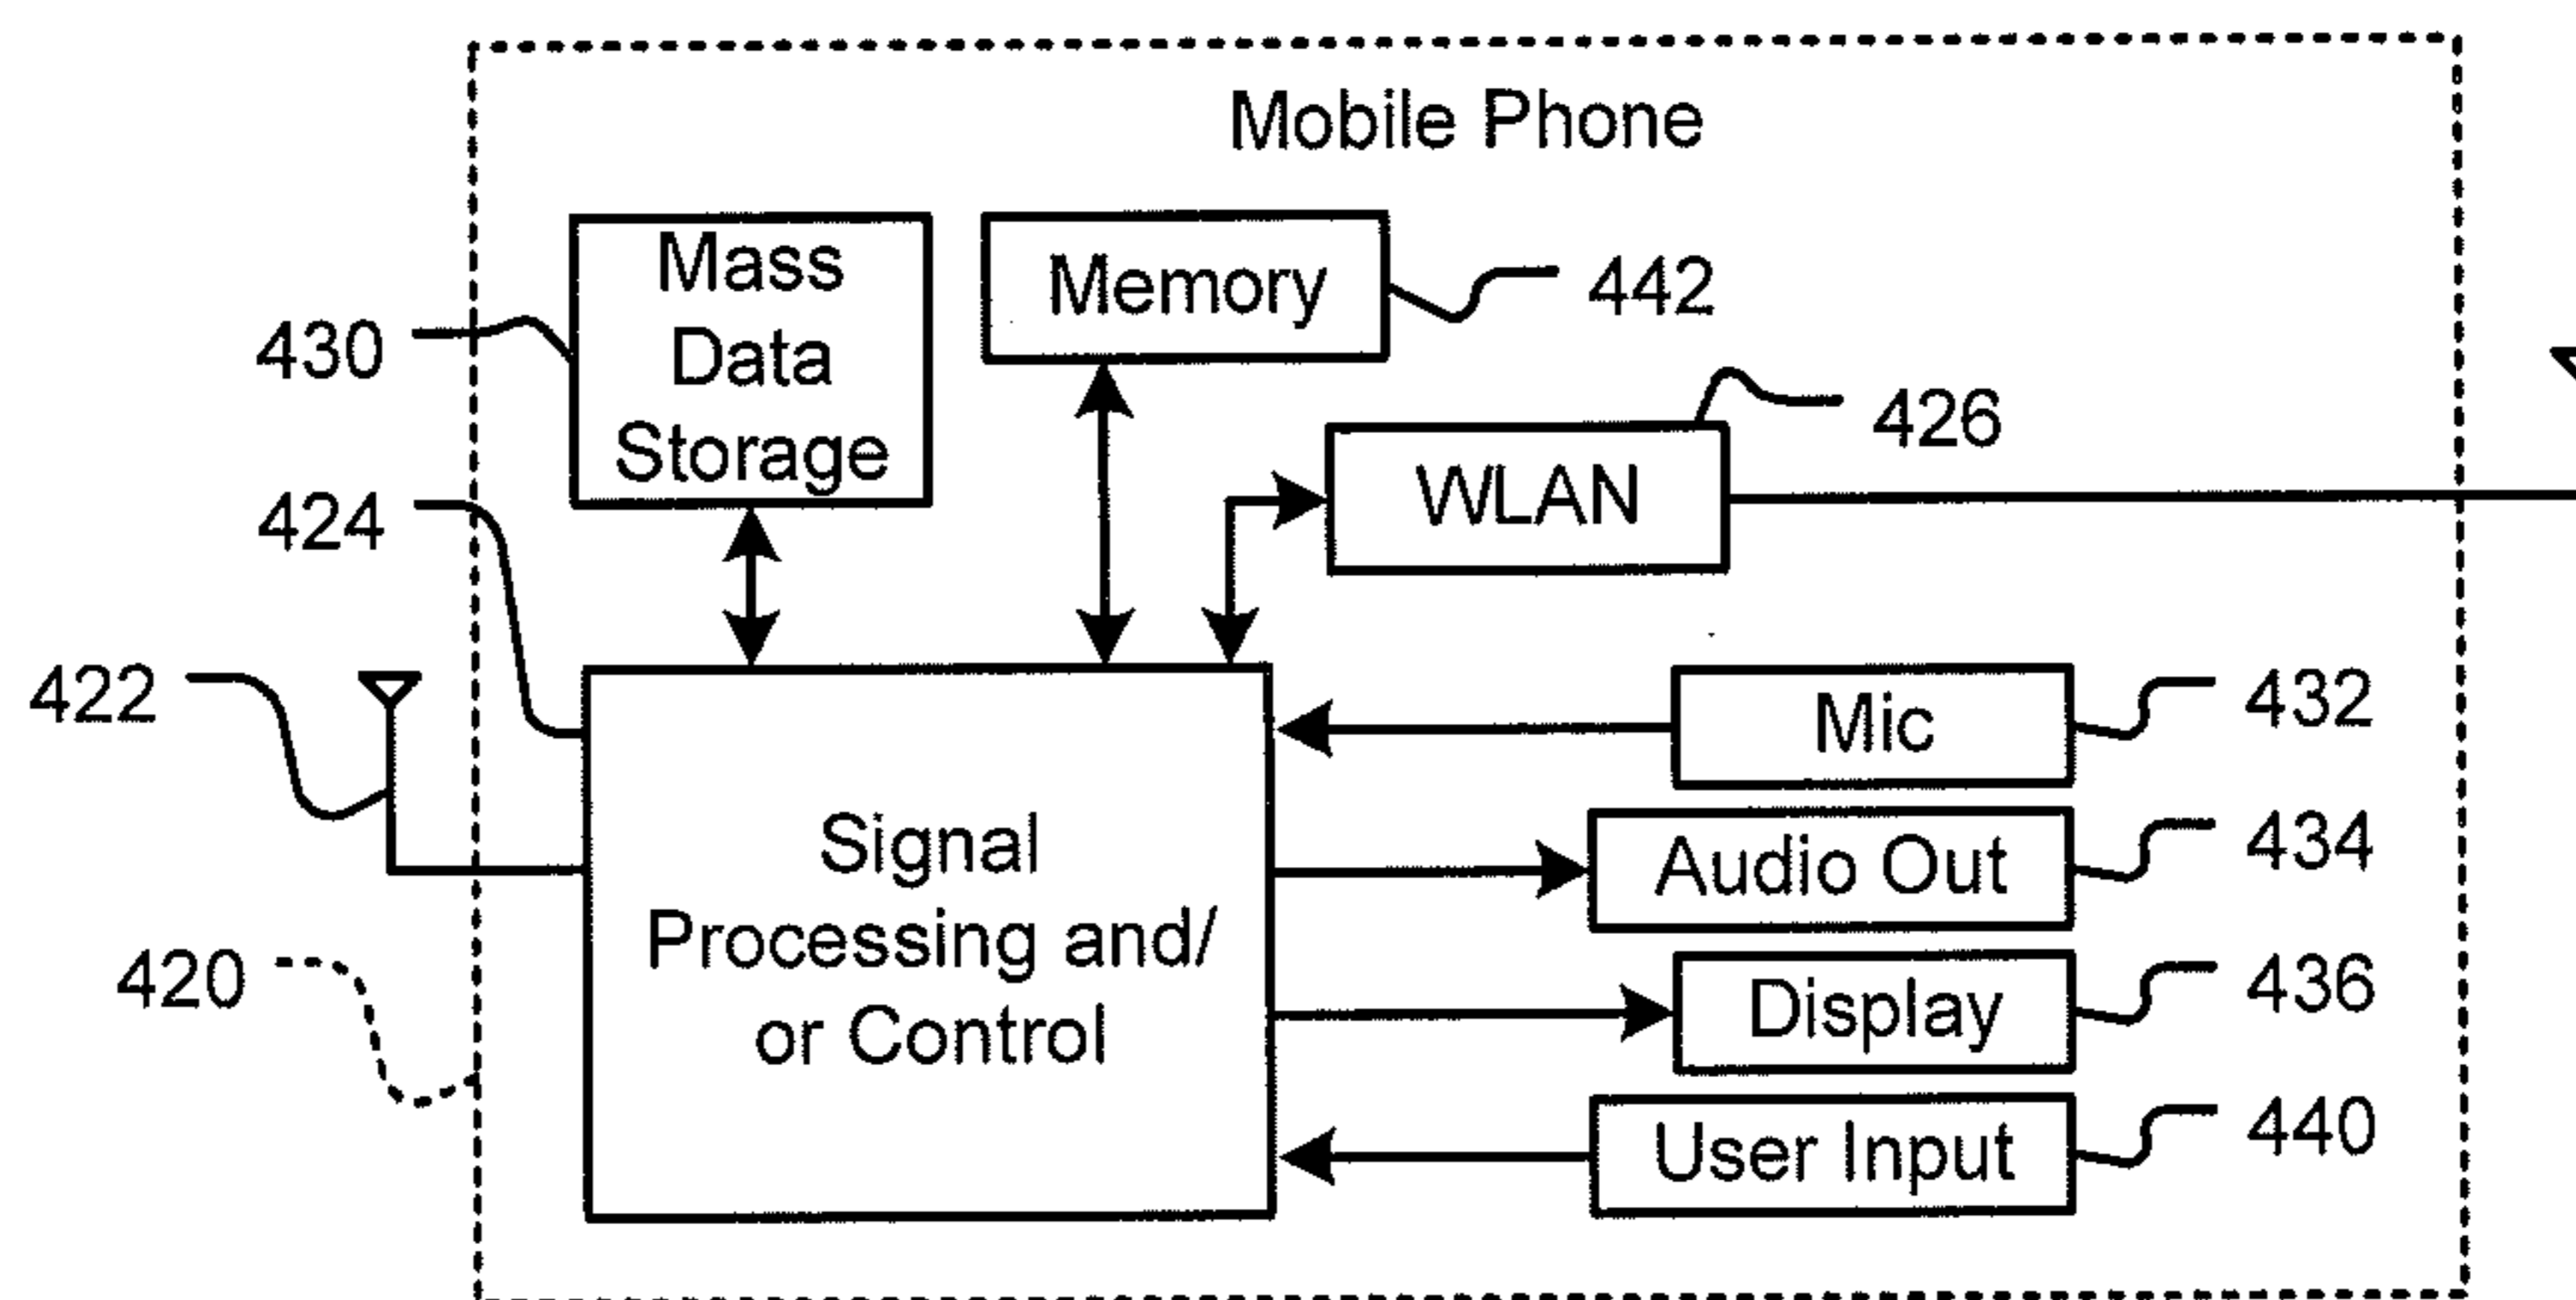 Mobile Phone
Mass
Data
Storage
Memory
442
430
WLAN
426
424
422
Mic
432
Signal
Processing and/
or Control
Audio Out
434
420
Display
436
User Input
440